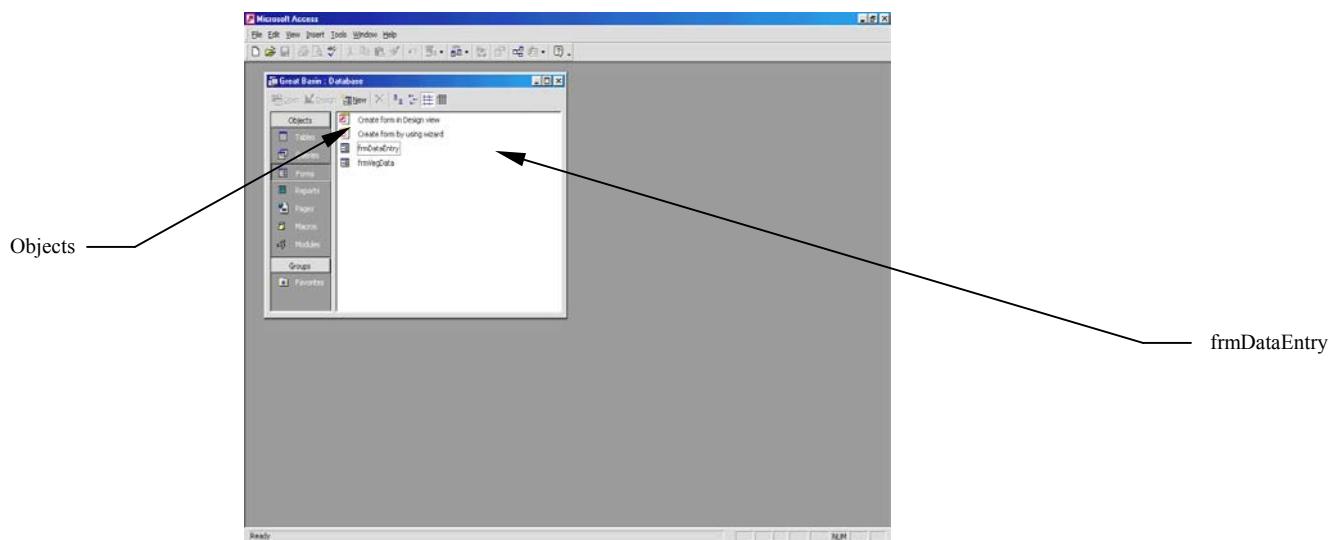 Microsoft Access
File Edit View Insert Tools Window Help
Great Basin : Database
Open Design New
Objects
Tables
Queries
Forms
Reports
Pages
Macros
Modules
Groups
Favorites
Create form in Design view
Create form by using wizard
frmDataEntry
frmVegData
Objects
frmDataEntry
Ready
NUM